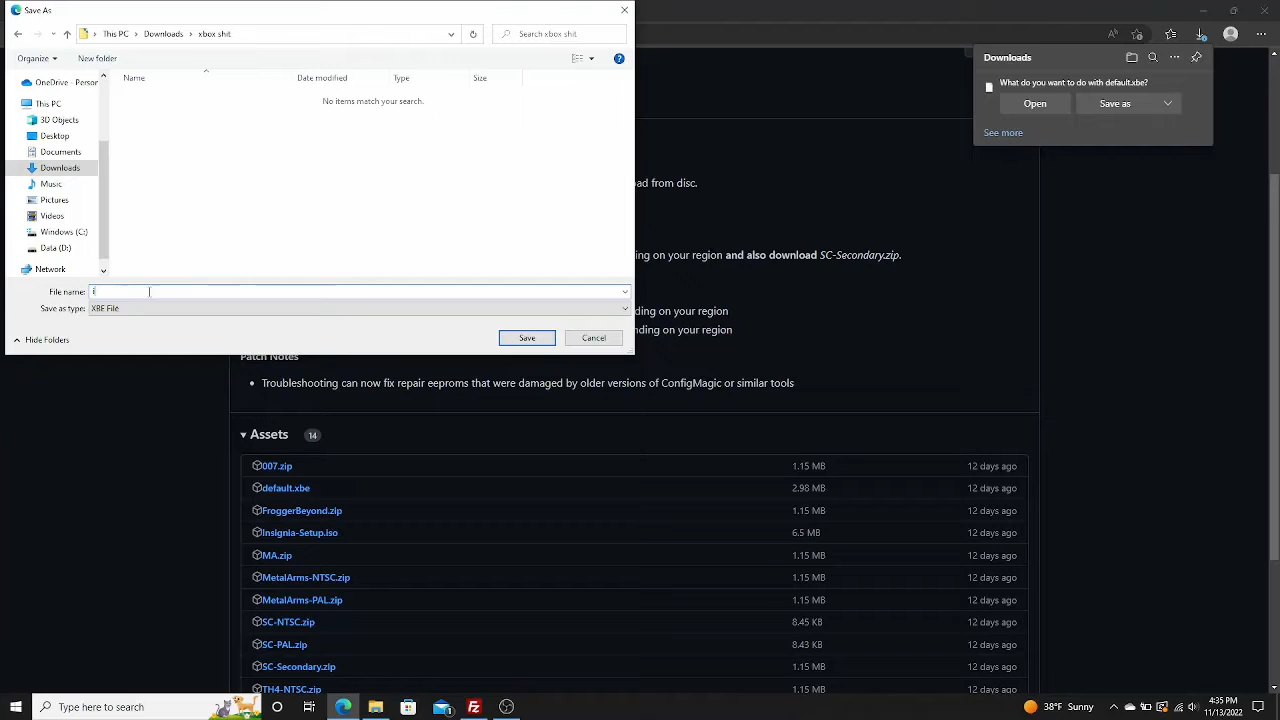 Save As
This PC > Downloads > xbox shit
Search xbox shit
Organize
New folder
Name
Date modified
Type
Size
No items match your search.
OneDrive - Person
This PC
3D Objects
Desktop
Documents
Downloads
Music
Pictures
Videos
Windows (C:)
Data (D:)
Network
File name: i
Save as type: XBE File
Hide Folders
Save
Cancel
Downloads
What do you want to do with default.xbe?
Open
Save as
See more
ad from disc.
ing on your region and also download SC-Secondary.zip.
nding on your region
nding on your region
Patch Notes
• Troubleshooting can now fix repair eeproms that were damaged by older versions of ConfigMagic or similar tools
Assets 14
007.zip 1.15 MB 12 days ago
default.xbe 2.98 MB 12 days ago
FroggerBeyond.zip 1.15 MB 12 days ago
Insignia-Setup.iso 6.5 MB 12 days ago
MA.zip 1.15 MB 12 days ago
MetalArms-NTSC.zip 1.15 MB 12 days ago
MetalArms-PAL.zip 1.15 MB 12 days ago
SC-NTSC.zip 8.45 KB 12 days ago
SC-PAL.zip 8.43 KB 12 days ago
SC-Secondary.zip 1.15 MB 12 days ago
TH4-NTSC.zip 1.15 MB 12 days ago
Type here to search
38°F Sunny
4:35 PM
11/13/2022